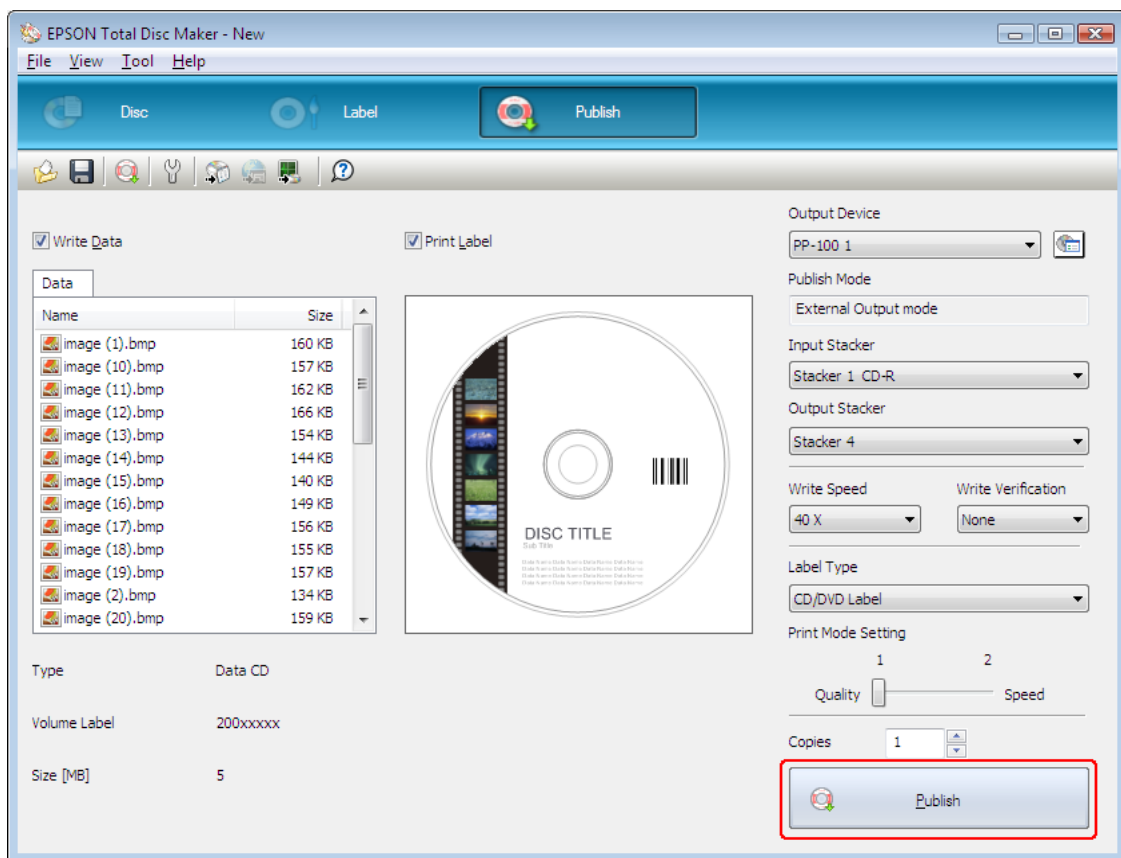 EPSON Total Disc Maker - New
File View Tool Help
Disc
Label
Publish
Write Data
Print Label
Data
Name Size
image (1).bmp 160 KB
image (10).bmp 157 KB
image (11).bmp 162 KB
image (12).bmp 166 KB
image (13).bmp 154 KB
image (14).bmp 144 KB
image (15).bmp 140 KB
image (16).bmp 149 KB
image (17).bmp 156 KB
image (18).bmp 155 KB
image (19).bmp 157 KB
image (2).bmp 134 KB
image (20).bmp 159 KB
DISC TITLE
Sub Title
Type Data CD
Volume Label 200xxxxx
Size [MB] 5
Output Device
PP-100 1
Publish Mode
External Output mode
Input Stacker
Stacker 1 CD-R
Output Stacker
Stacker 4
Write Speed Write Verification
40 X None
Label Type
CD/DVD Label
Print Mode Setting
1 2
Quality Speed
Copies 1
Publish